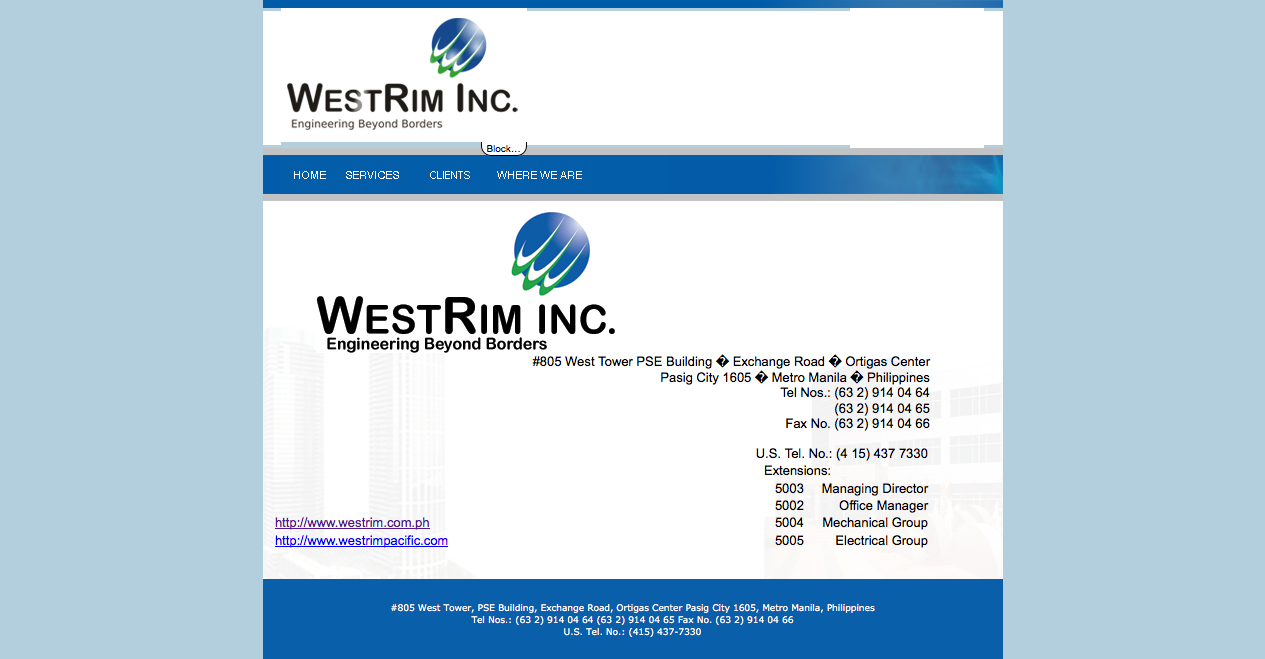 WESTRIM INC.
Engineering Beyond Borders
Block...
HOME SERVICES CLIENTS WHERE WE ARE
WESTRIM INC.
Engineering Beyond Borders
#805 West Tower PSE Building � Exchange Road � Ortigas Center
Pasig City 1605 � Metro Manila � Philippines
Tel Nos.: (63 2) 914 04 64
(63 2) 914 04 65
Fax No. (63 2) 914 04 66
U.S. Tel. No.: (4 15) 437 7330
Extensions:
5003 Managing Director
5002 Office Manager
5004 Mechanical Group
5005 Electrical Group
http://www.westrim.com.ph
http://www.westrimpacific.com
#805 West Tower, PSE Building, Exchange Road, Ortigas Center Pasig City 1605, Metro Manila, Philippines
Tel Nos.: (63 2) 914 04 64 (63 2) 914 04 65 Fax No. (63 2) 914 04 66
U.S. Tel. No.: (415) 437-7330